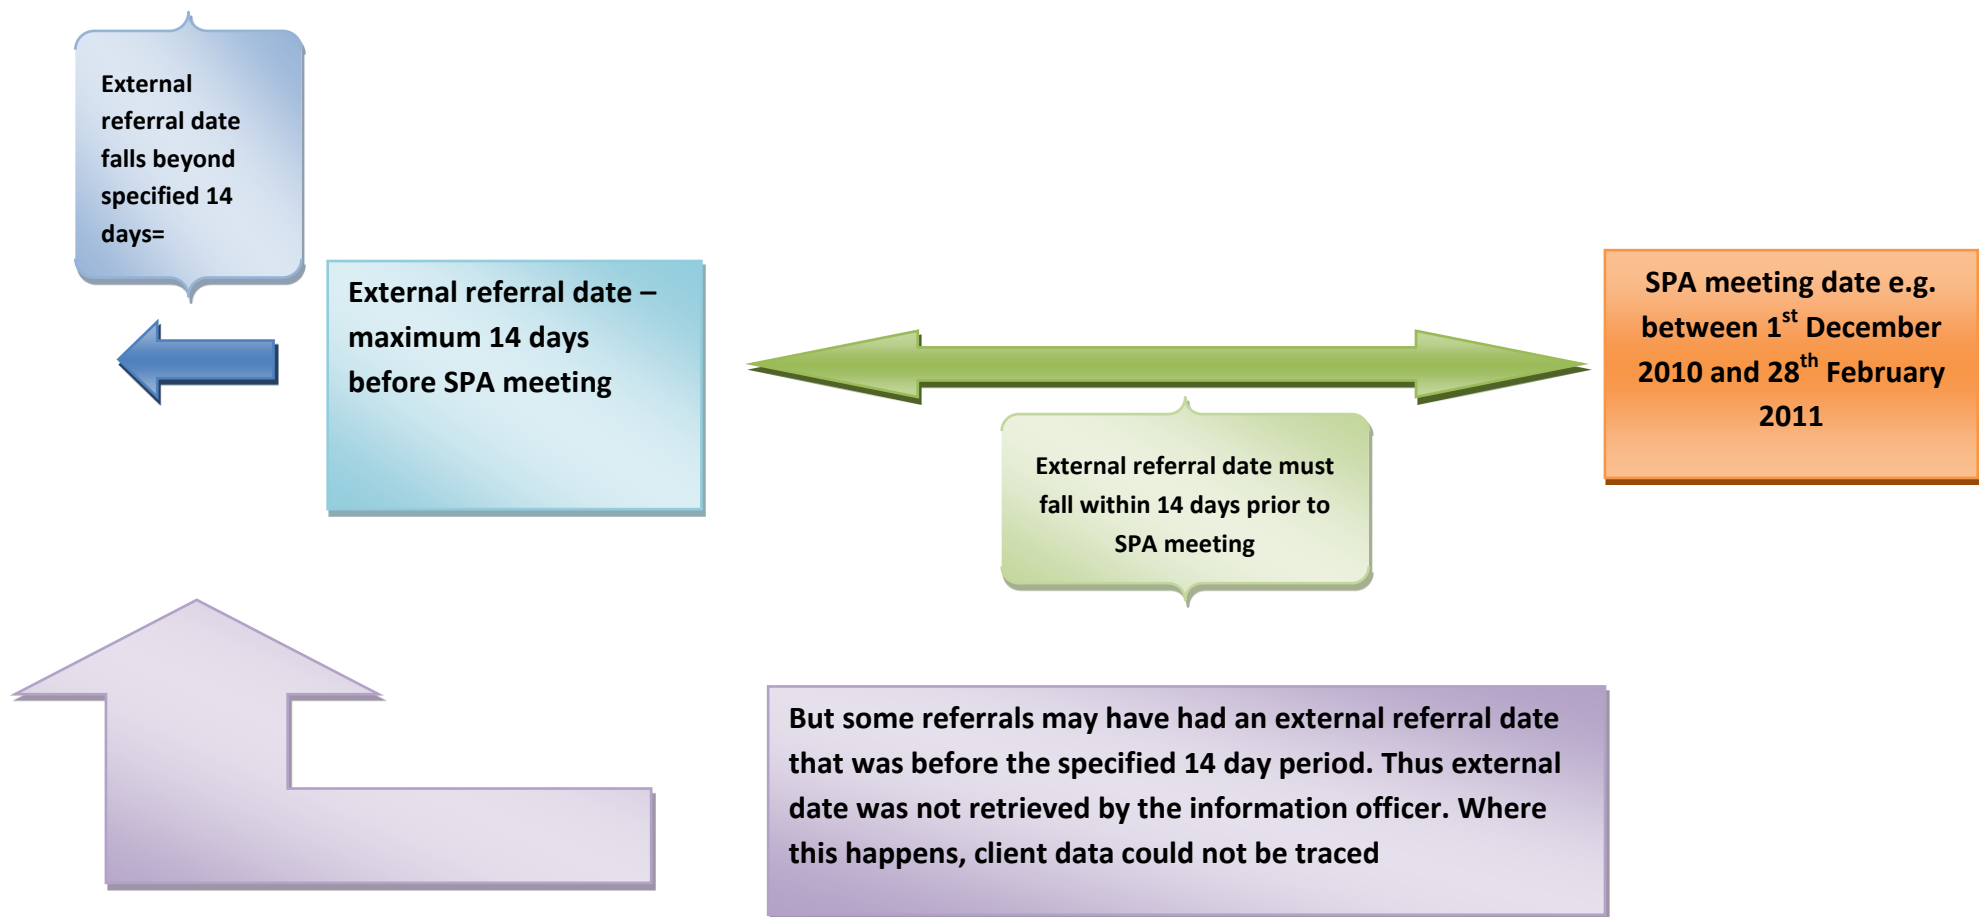 External
referral date
falls beyond
specified 14
days=
External referral date –
maximum 14 days
before SPA meeting
SPA meeting date e.g.
between 1st December
2010 and 28th February
2011
External referral date must
fall within 14 days prior to
SPA meeting
But some referrals may have had an external referral date
that was before the specified 14 day period. Thus external
date was not retrieved by the information officer. Where
this happens, client data could not be traced